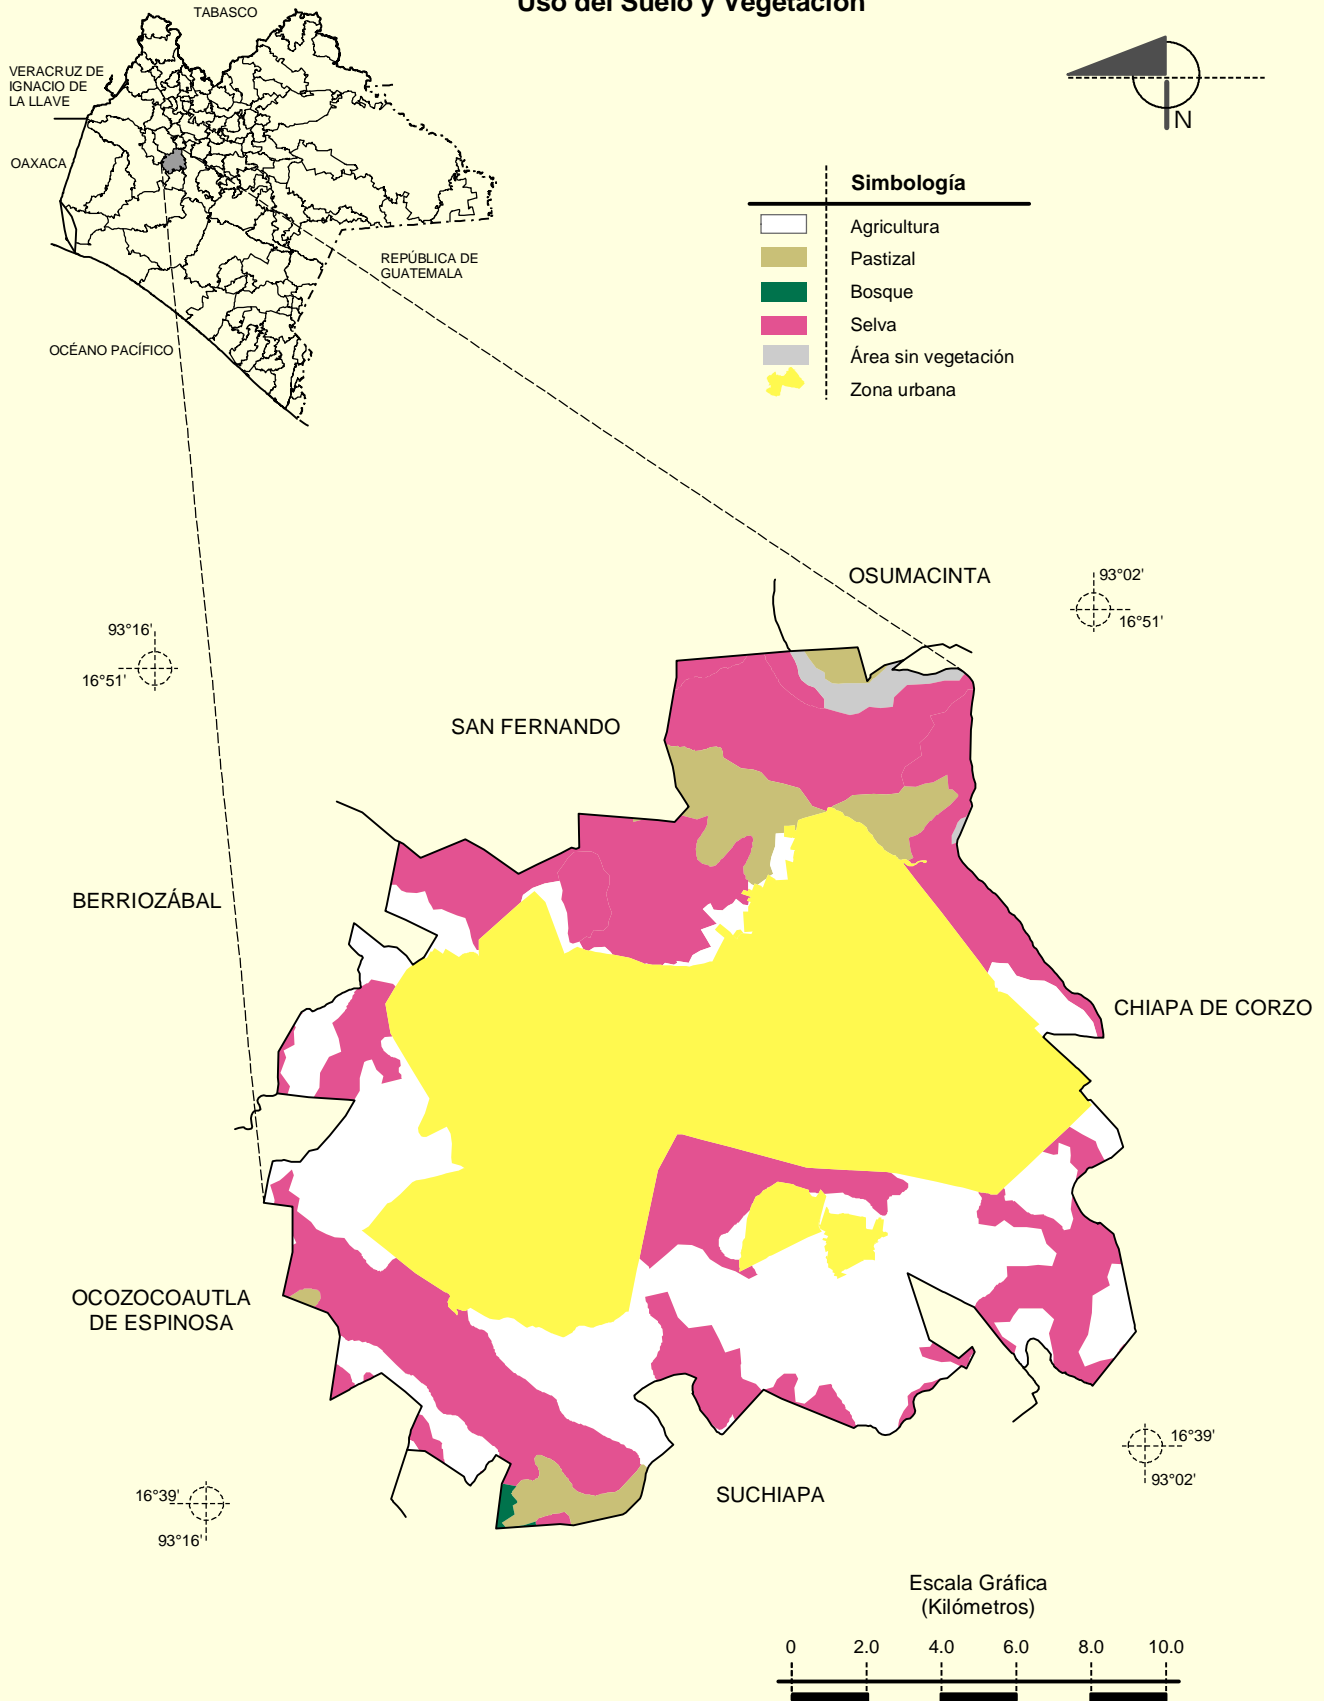 Uso del Suelo y Vegetación
TABASCO
VERACRUZ DE
IGNACIO DE
LA LLAVE
OAXACA
REPÚBLICA DE
GUATEMALA
OCÉANO PACÍFICO
N
Simbología
Agricultura
Pastizal
Bosque
Selva
Área sin vegetación
Zona urbana
OSUMACINTA
93°02'
16°51'
93°16'
16°51'
SAN FERNANDO
BERRIOZÁBAL
CHIAPA DE CORZO
OCOZOCOAUTLA
DE ESPINOSA
SUCHIAPA
16°39'
93°02'
16°39'
93°16'
Escala Gráfica
(Kilómetros)
0 2.0 4.0 6.0 8.0 10.0